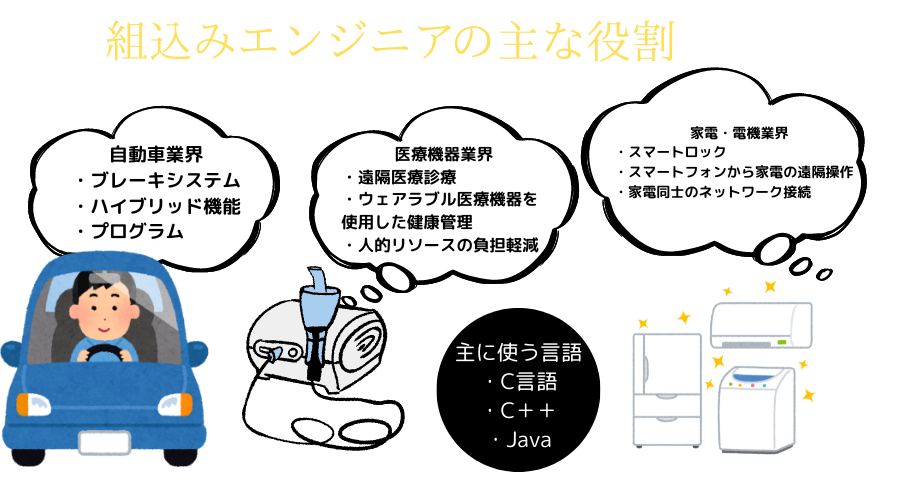 組込みエンジニアの主な役割
自動車業界
・ブレーキシステム
・ハイブリッド機能
・プログラム
医療機器業界
・遠隔医療診療
・ウェアラブル医療機器を
使用した健康管理
・人的リソースの負担軽減
家電・電機業界
・スマートロック
・スマートフォンから家電の遠隔操作
・家電同士のネットワーク接続
主に使う言語
・C言語
・C＋＋
・Java